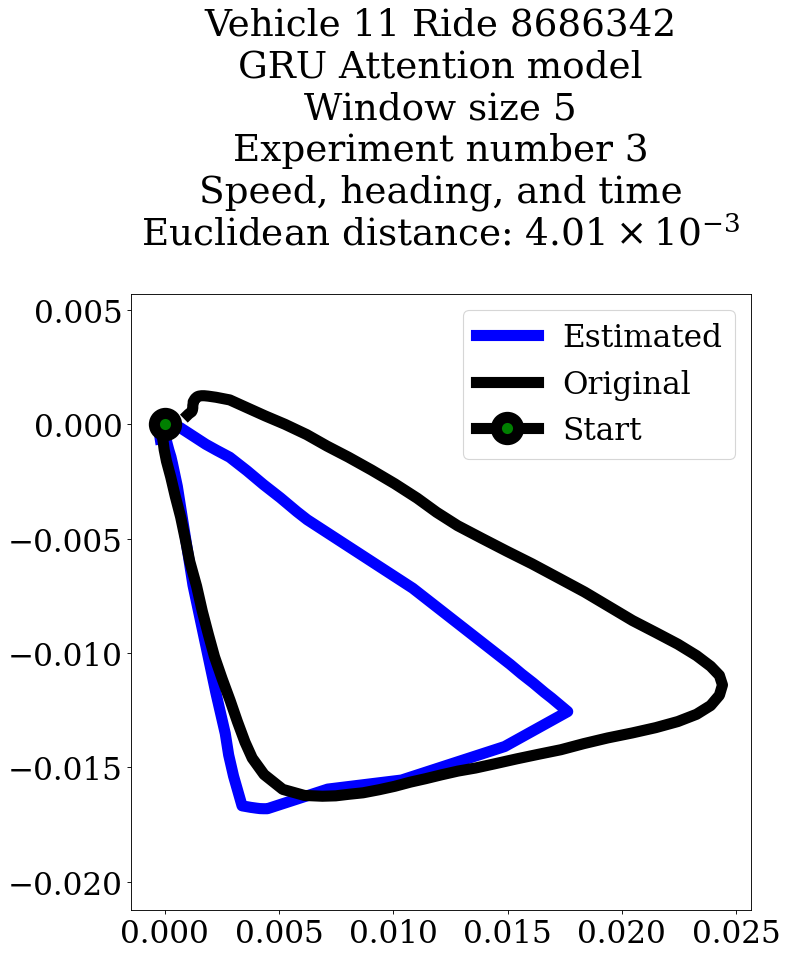 Vehicle 11 Ride 8686342
GRU Attention model
Window size 5
Experiment number 3
Speed, heading, and time
Euclidean distance: 4.01 × 10⁻³
0.005
0.000
−0.005
−0.010
−0.015
−0.020
Estimated
Original
Start
0.000 0.005 0.010 0.015 0.020 0.025